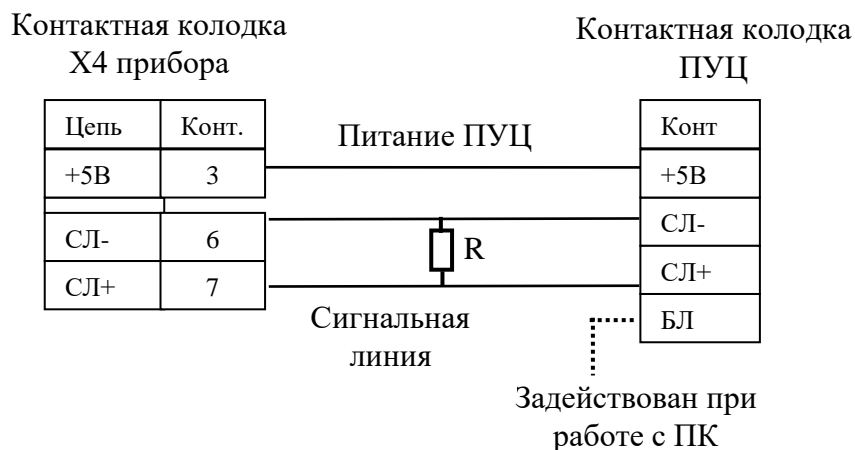 Контактная колодка
Х4 прибора
Контактная колодка
ПУЦ
Цепь Конт.
Питание ПУЦ
Конт
+5В 3
+5В
СЛ- 6
R
СЛ-
СЛ+ 7
СЛ+
Сигнальная
линия
БЛ
Задействован при
работе с ПК